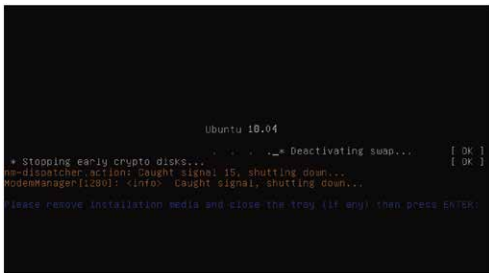 Ubuntu 18.04
. . . ._* Deactivating swap... [ OK ]
* Stopping early crypto disks... [ OK ]
nm-dispatcher.action: Caught signal 15, shutting down...
ModemManager[1280]: <info> Caught signal, shutting down...
Please remove installation media and close the tray (if any) then press ENTER: